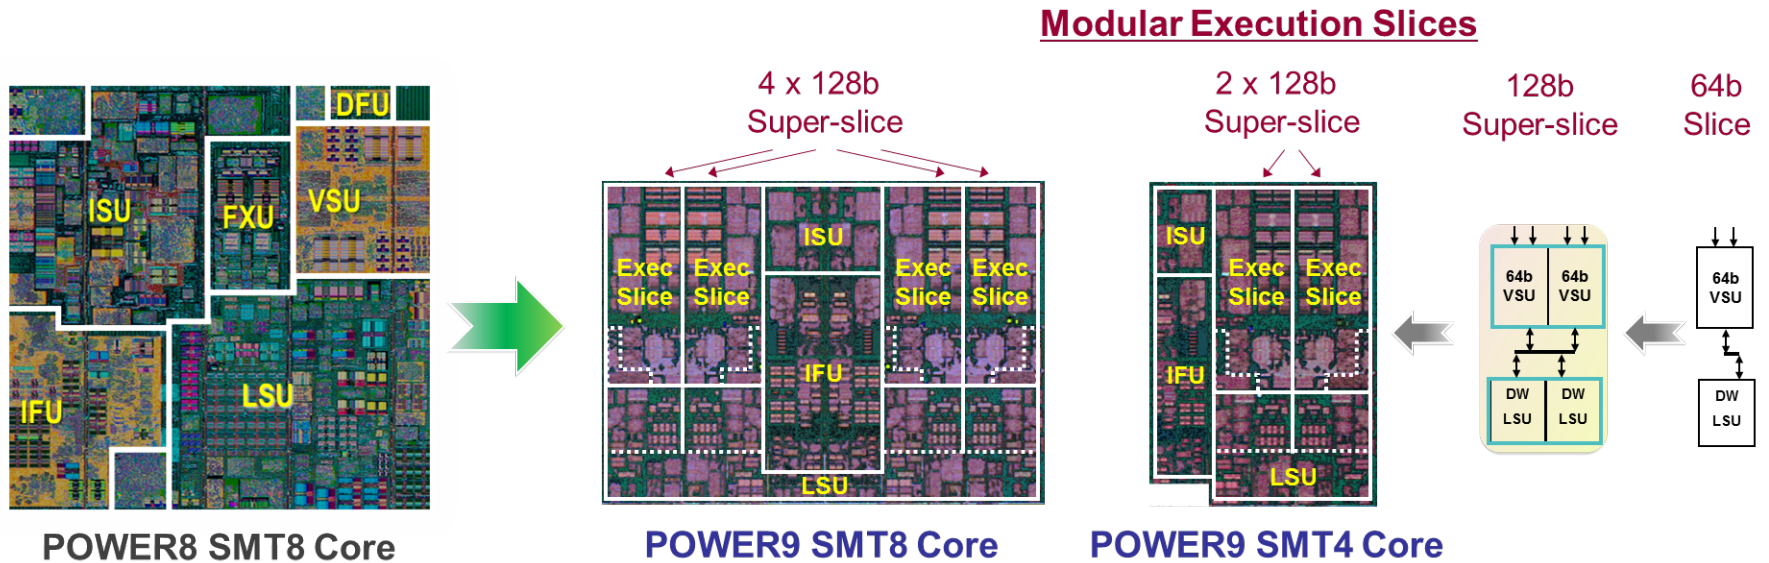 Modular Execution Slices
4 x 128b
Super-slice
2 x 128b
Super-slice
128b
Super-slice
64b
Slice
DFU
ISU
FXU
VSU
IFU
LSU
POWER8 SMT8 Core
ISU
Exec
Slice
Exec
Slice
Exec
Slice
Exec
Slice
IFU
LSU
POWER9 SMT8 Core
ISU
Exec
Slice
Exec
Slice
IFU
LSU
POWER9 SMT4 Core
64b
VSU
64b
VSU
DW
LSU
DW
LSU
64b
VSU
DW
LSU